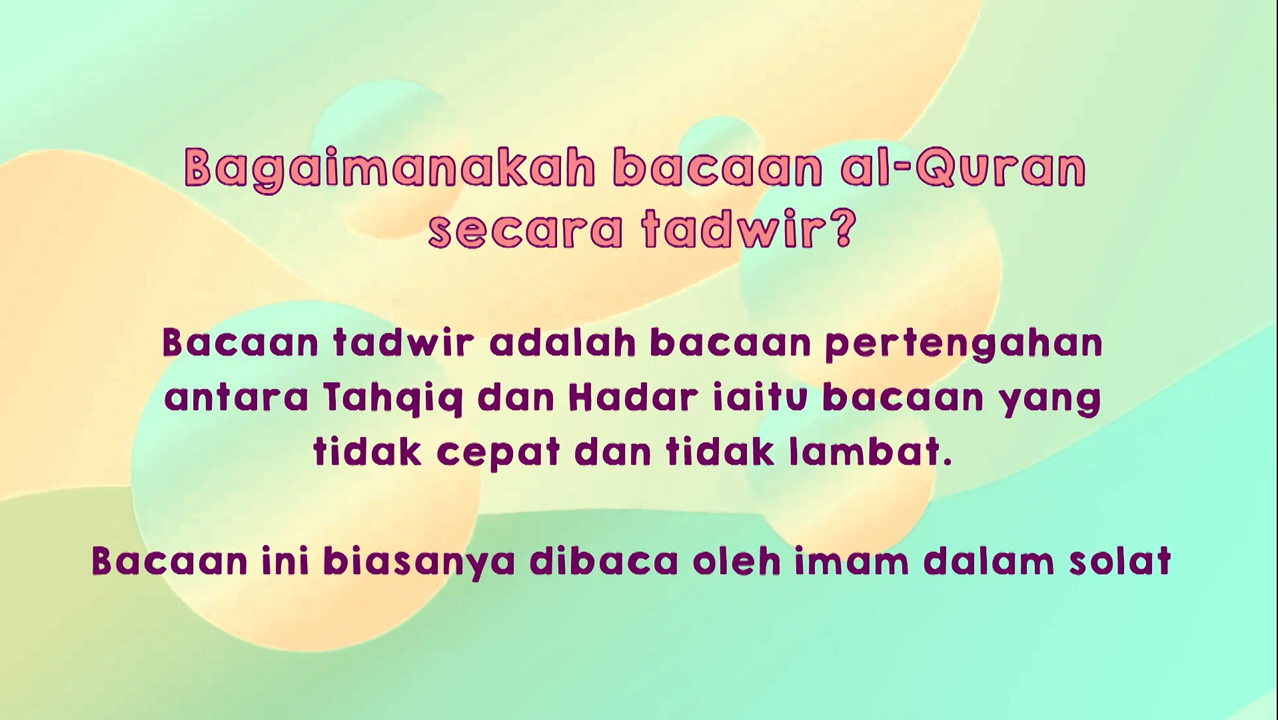 Bagaimanakah bacaan al-Quran
secara tadwir?
Bacaan tadwir adalah bacaan pertengahan
antara Tahqiq dan Hadar iaitu bacaan yang
tidak cepat dan tidak lambat.
Bacaan ini biasanya dibaca oleh imam dalam solat